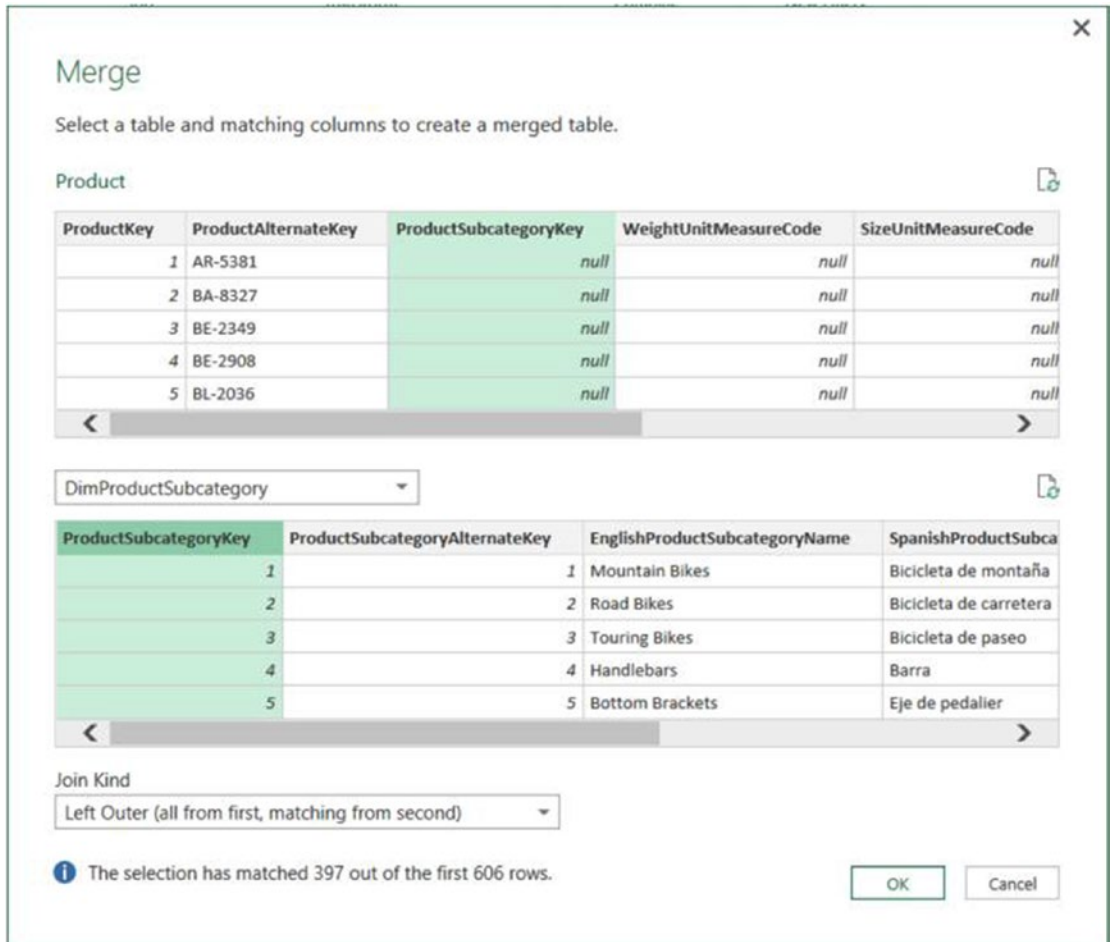 Merge
Select a table and matching columns to create a merged table.
Product
ProductKey ProductAlternateKey ProductSubcategoryKey WeightUnitMeasureCode SizeUnitMeasureCode
1 AR-5381 null null null
2 BA-8327 null null null
3 BE-2349 null null null
4 BE-2908 null null null
5 BL-2036 null null null
DimProductSubcategory
ProductSubcategoryKey ProductSubcategoryAlternateKey EnglishProductSubcategoryName SpanishProductSubca
1 1 Mountain Bikes Bicicleta de montaña
2 2 Road Bikes Bicicleta de carretera
3 3 Touring Bikes Bicicleta de paseo
4 4 Handlebars Barra
5 5 Bottom Brackets Eje de pedalier
Join Kind
Left Outer (all from first, matching from second)
The selection has matched 397 out of the first 606 rows.
OK Cancel